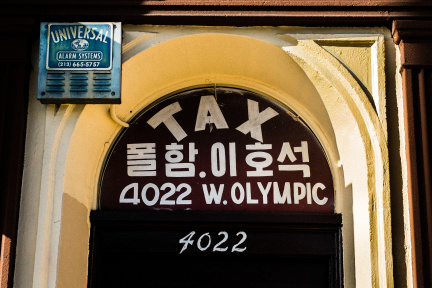 UNIVERSAL
ALARM SYSTEMS
(213) 665-5757
TAX
폴함.이호석
4022 W.OLYMPIC
4022